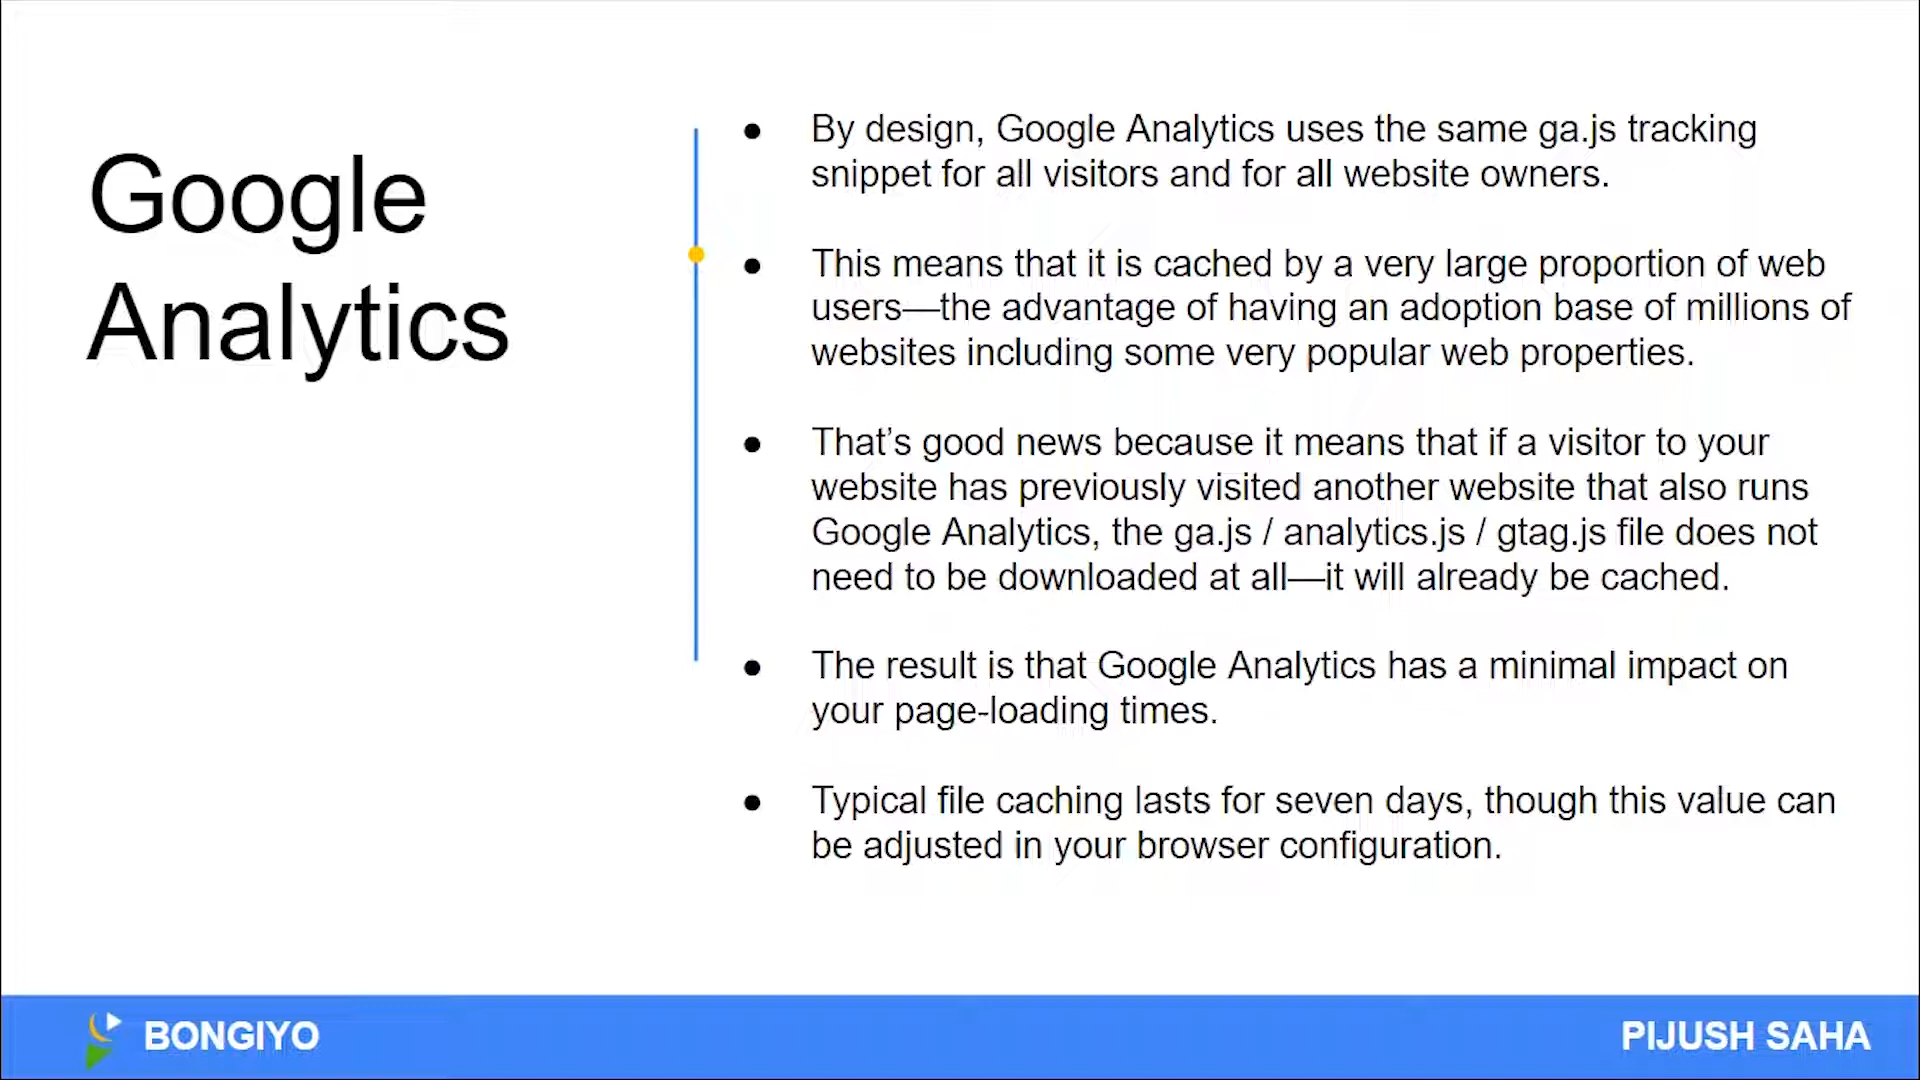 Google
Analytics
● By design, Google Analytics uses the same ga.js tracking
snippet for all visitors and for all website owners.
● This means that it is cached by a very large proportion of web
users—the advantage of having an adoption base of millions of
websites including some very popular web properties.
● That’s good news because it means that if a visitor to your
website has previously visited another website that also runs
Google Analytics, the ga.js / analytics.js / gtag.js file does not
need to be downloaded at all—it will already be cached.
● The result is that Google Analytics has a minimal impact on
your page-loading times.
● Typical file caching lasts for seven days, though this value can
be adjusted in your browser configuration.
BONGIYO
PIJUSH SAHA